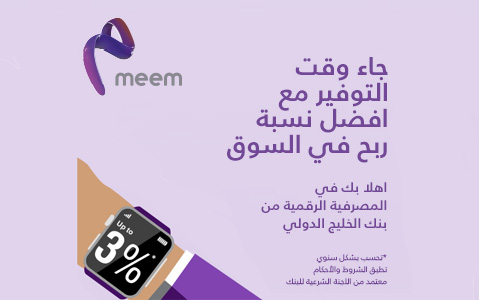 meem
جاء وقت
التوفير مع
افضل نسبة
ربح في السوق
اهلا بك في
المصرفية الرقمية من
بنك الخليج الدولي
Up to
3%
*تحسب بشكل سنوي
تطبق الشروط والأحكام
معتمد من اللجنة الشرعية للبنك